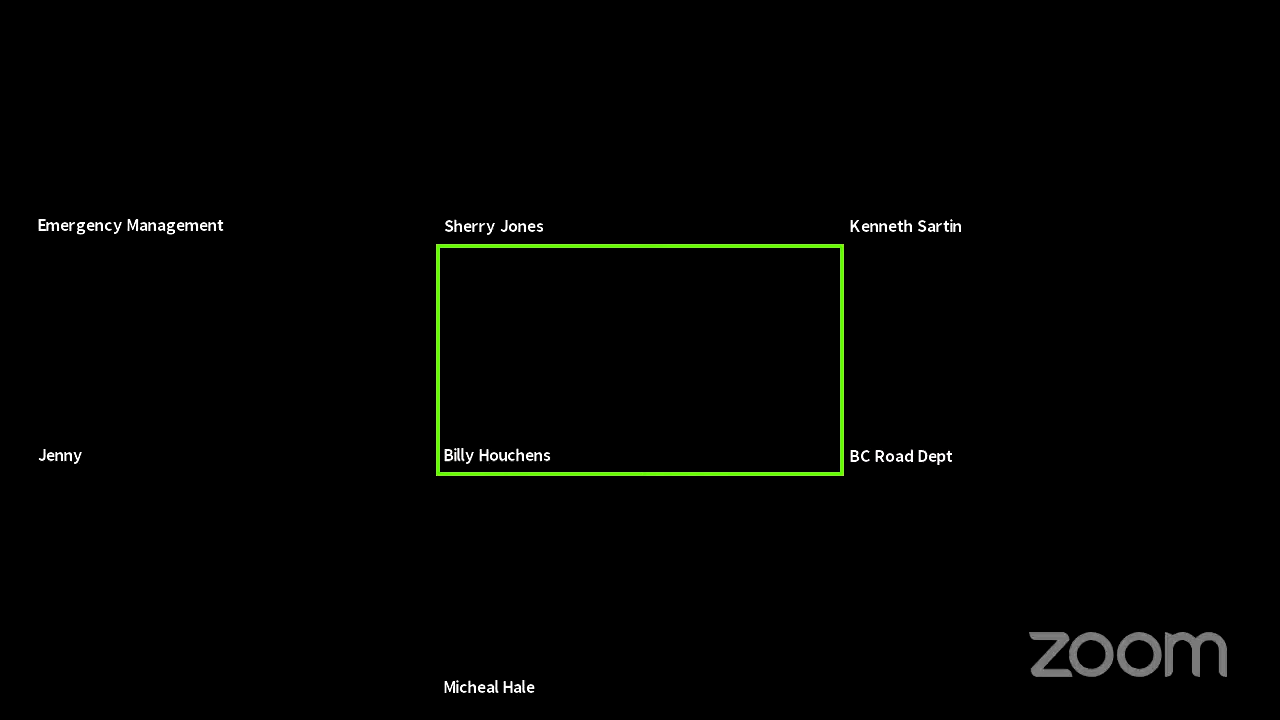 Emergency Management
Sherry Jones
Kenneth Sartin
Jenny
Billy Houchens
BC Road Dept
zoom
Micheal Hale